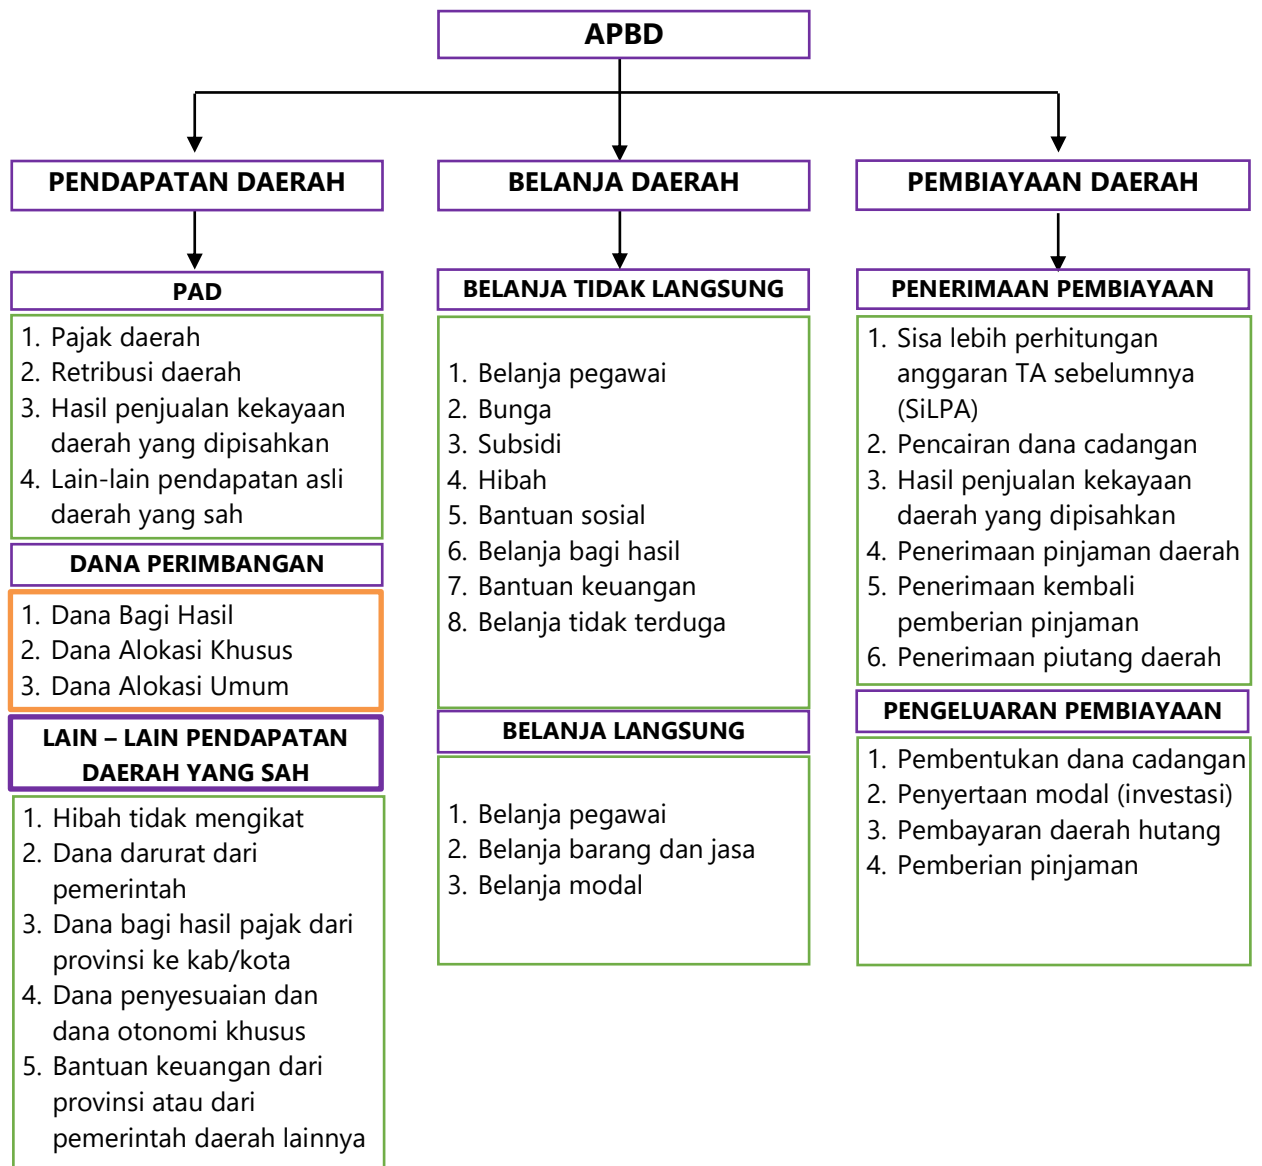 APBD
PENDAPATAN DAERAH
PAD
1. Pajak daerah
2. Retribusi daerah
3. Hasil penjualan kekayaan
daerah yang dipisahkan
4. Lain-lain pendapatan asli
daerah yang sah
DANA PERIMBANGAN
1. Dana Bagi Hasil
2. Dana Alokasi Khusus
3. Dana Alokasi Umum
LAIN – LAIN PENDAPATAN
DAERAH YANG SAH
1. Hibah tidak mengikat
2. Dana darurat dari
pemerintah
3. Dana bagi hasil pajak dari
provinsi ke kab/kota
4. Dana penyesuaian dan
dana otonomi khusus
5. Bantuan keuangan dari
provinsi atau dari
pemerintah daerah lainnya
BELANJA DAERAH
BELANJA TIDAK LANGSUNG
1. Belanja pegawai
2. Bunga
3. Subsidi
4. Hibah
5. Bantuan sosial
6. Belanja bagi hasil
7. Bantuan keuangan
8. Belanja tidak terduga
BELANJA LANGSUNG
1. Belanja pegawai
2. Belanja barang dan jasa
3. Belanja modal
PEMBIAYAAN DAERAH
PENERIMAAN PEMBIAYAAN
1. Sisa lebih perhitungan
anggaran TA sebelumnya
(SiLPA)
2. Pencairan dana cadangan
3. Hasil penjualan kekayaan
daerah yang dipisahkan
4. Penerimaan pinjaman daerah
5. Penerimaan kembali
pemberian pinjaman
6. Penerimaan piutang daerah
PENGELUARAN PEMBIAYAAN
1. Pembentukan dana cadangan
2. Penyertaan modal (investasi)
3. Pembayaran daerah hutang
4. Pemberian pinjaman